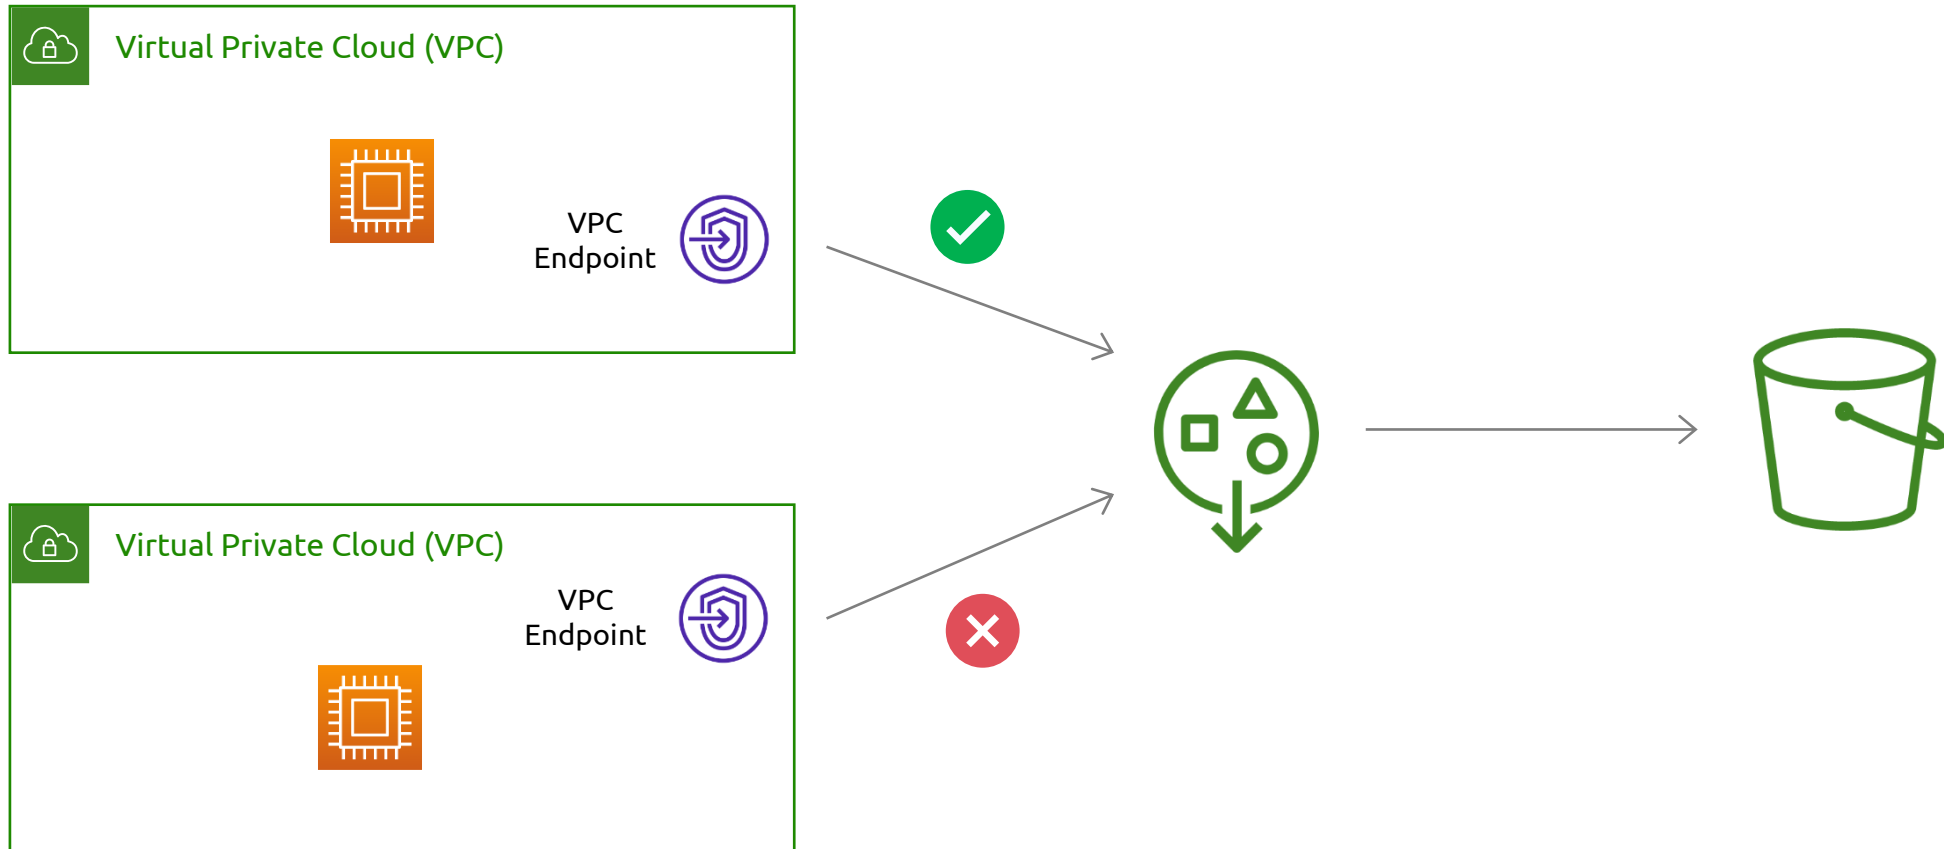 Virtual Private Cloud (VPC)
VPC
Endpoint
Virtual Private Cloud (VPC)
VPC
Endpoint